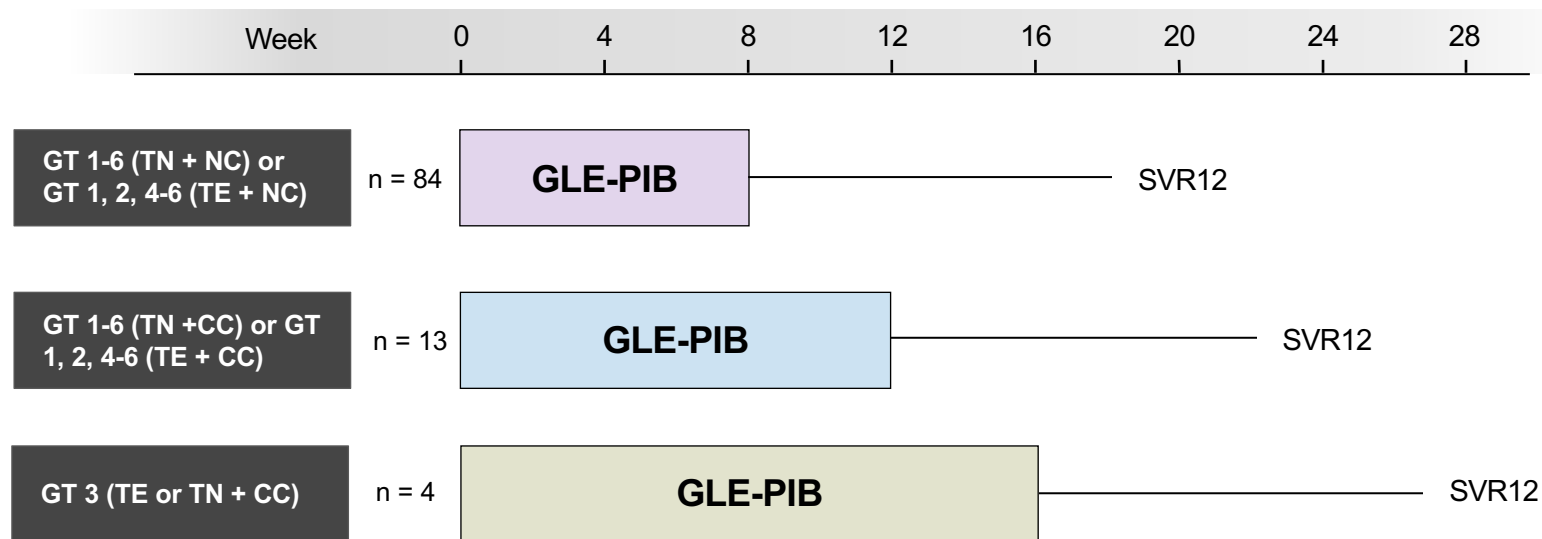 Week 0 4 8 12 16 20 24 28
GT 1-6 (TN + NC) or
GT 1, 2, 4-6 (TE + NC)
n = 84
GLE-PIB
SVR12
GT 1-6 (TN +CC) or GT
1, 2, 4-6 (TE + CC)
n = 13
GLE-PIB
SVR12
GT 3 (TE or TN + CC)
n = 4
GLE-PIB
SVR12